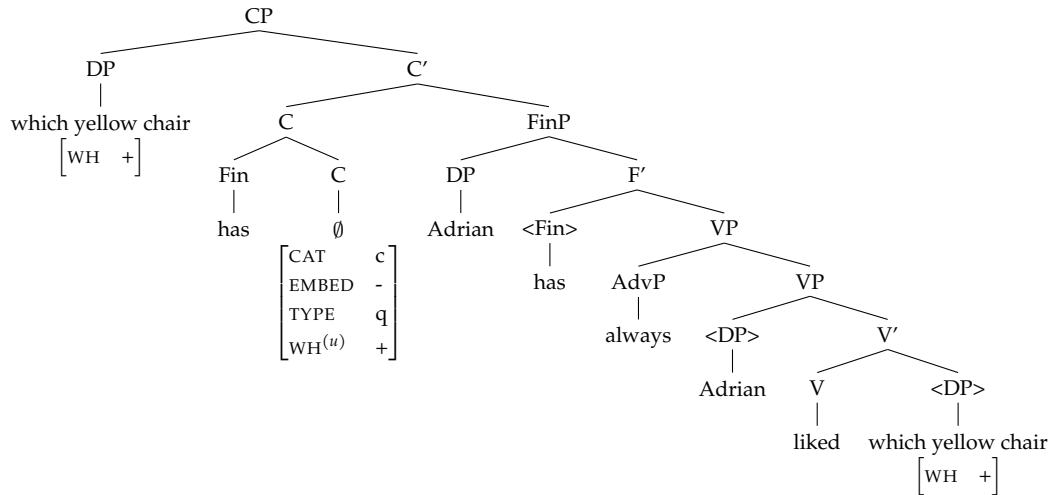 CP
DP C’
which yellow chair C FinP
[WH +]
Fin C DP F’
has ∅ Adrian <Fin> VP
[CAT c
EMBED -
TYPE q
WH(u) +]
has AdvP VP
always <DP> V’
Adrian V <DP>
liked which yellow chair
[WH +]